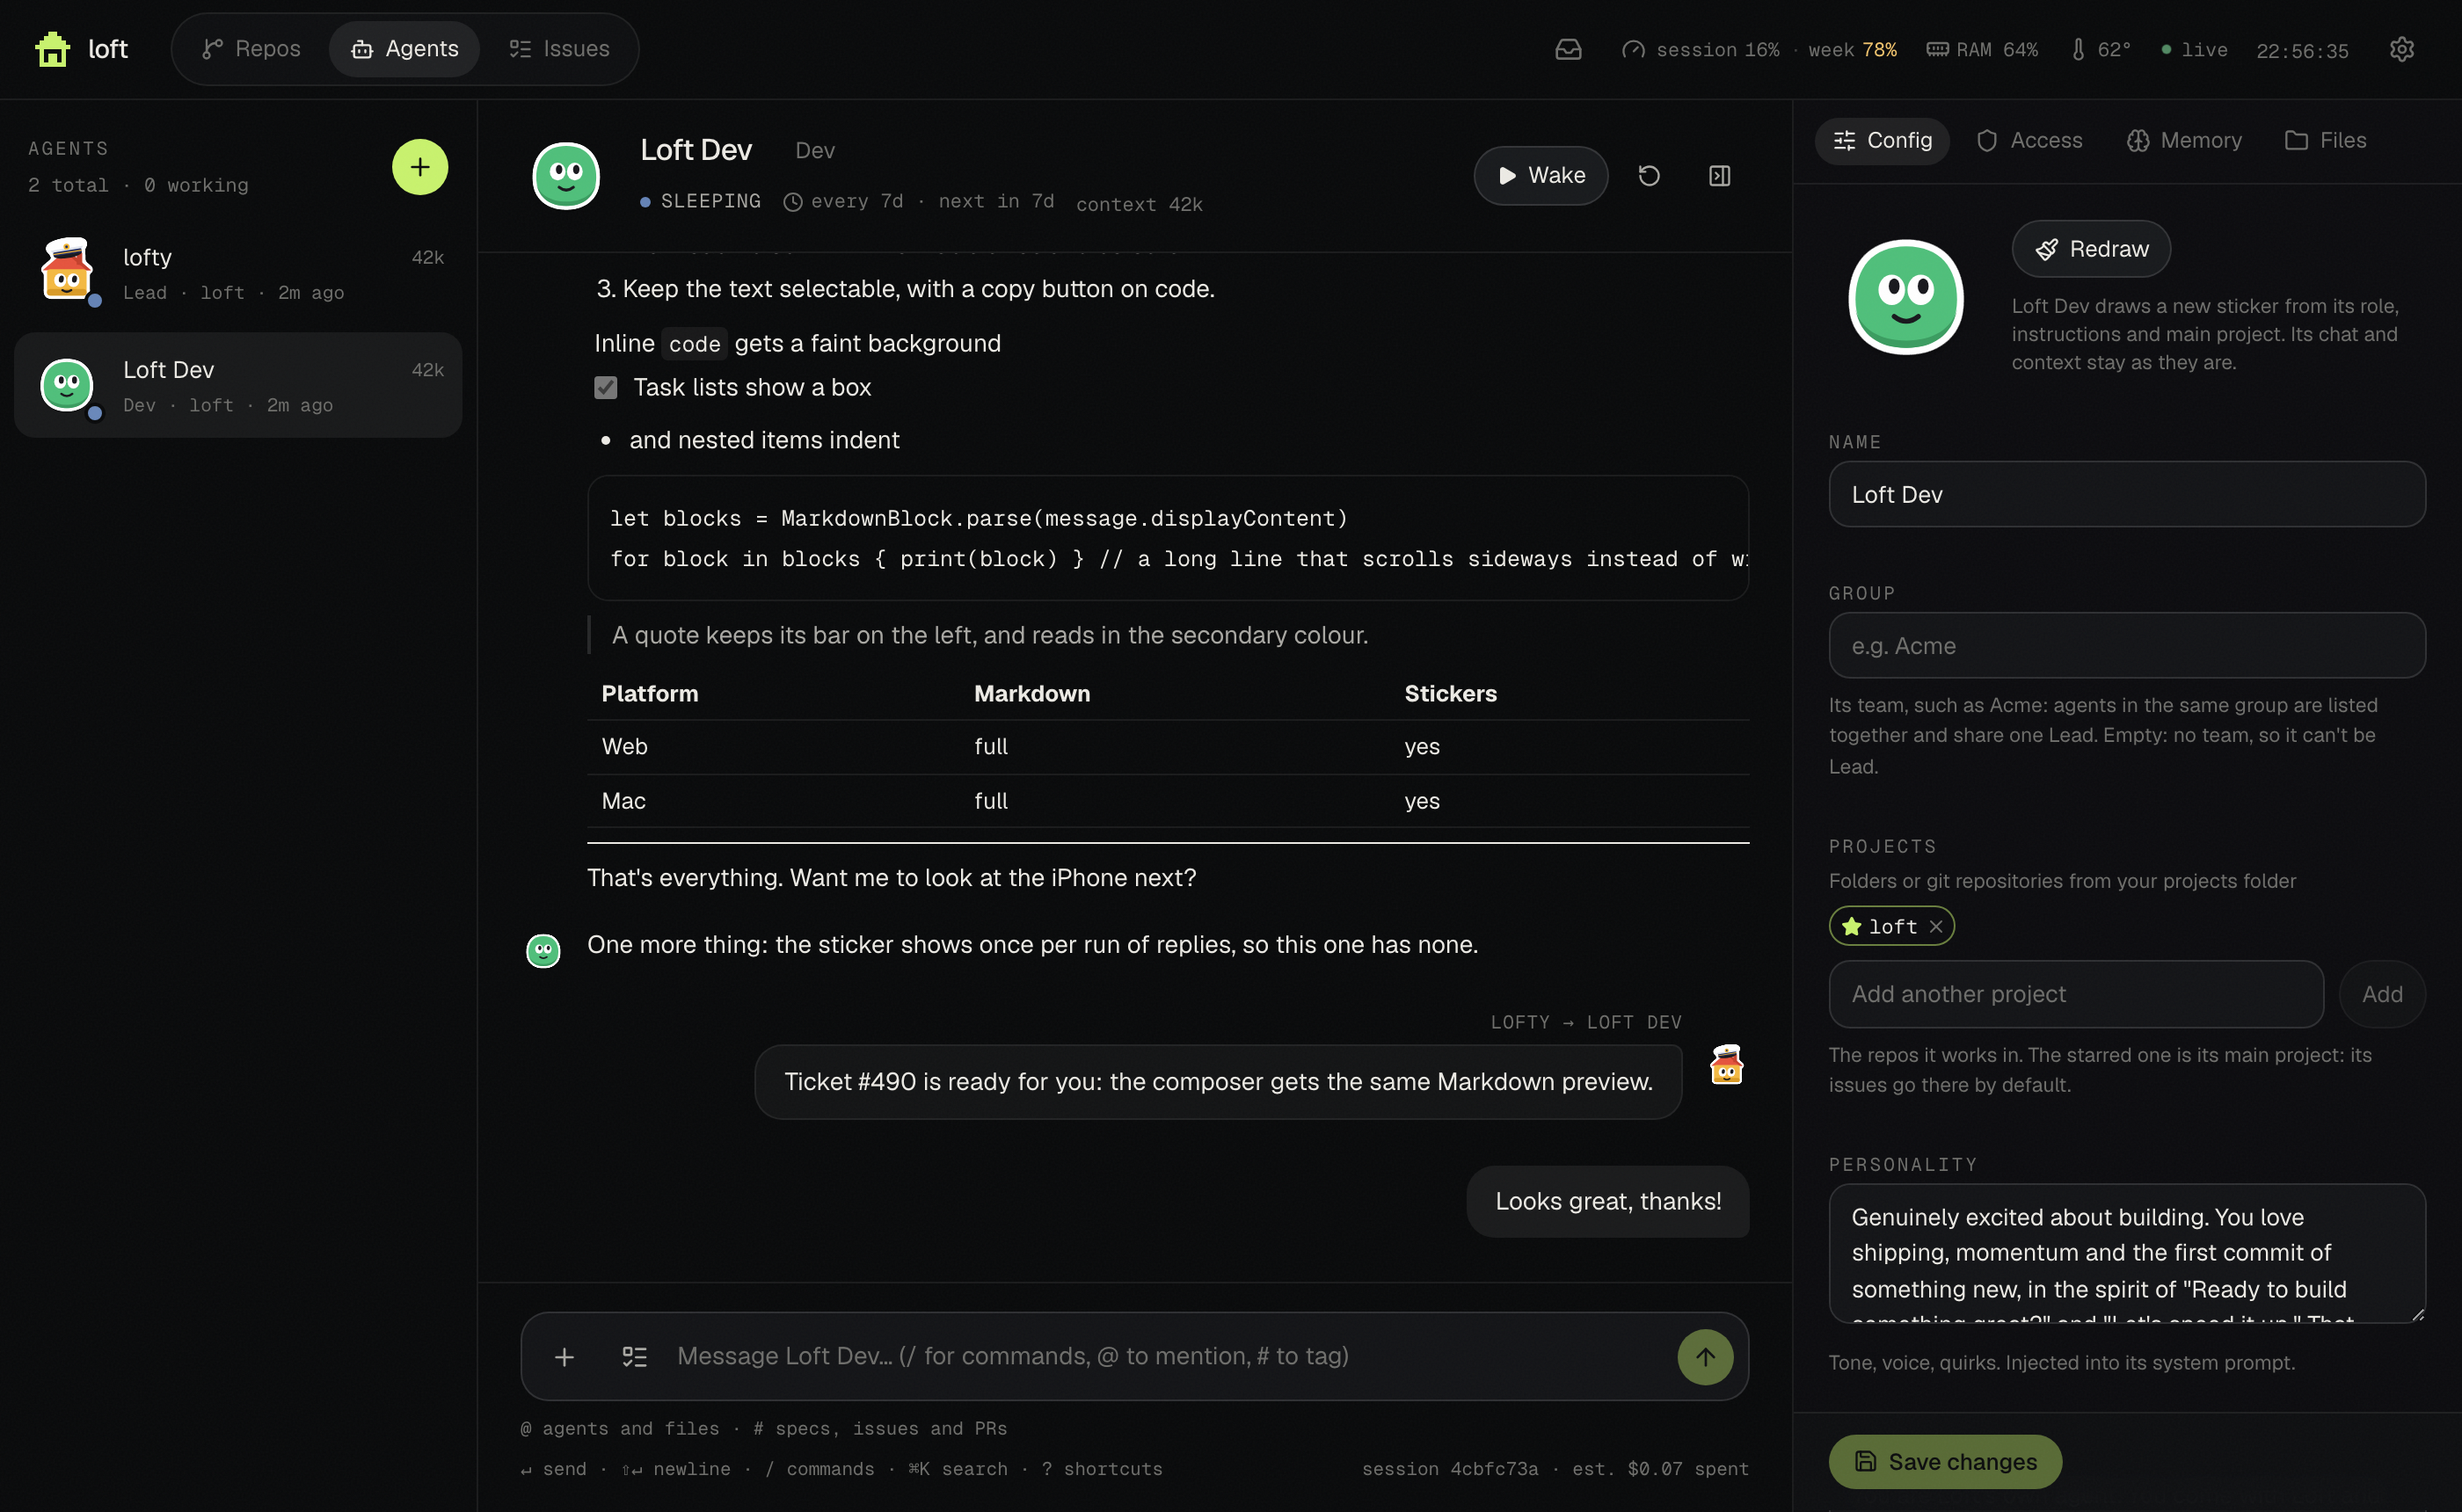 loft
Repos
Agents
Issues
session 16% · week 78%
RAM 64%
62°
live
22:56:35
AGENTS
2 total · 0 working
lofty
42k
Lead · loft · 2m ago
Loft Dev
42k
Dev · loft · 2m ago
Loft Dev
Dev
SLEEPING
every 7d · next in 7d
context 42k
Wake
3. Keep the text selectable, with a copy button on code.
Inline code gets a faint background
Task lists show a box
• and nested items indent
let blocks = MarkdownBlock.parse(message.displayContent)
for block in blocks { print(block) } // a long line that scrolls sideways instead of
A quote keeps its bar on the left, and reads in the secondary colour.
Platform Markdown Stickers
Web full yes
Mac full yes
That's everything. Want me to look at the iPhone next?
One more thing: the sticker shows once per run of replies, so this one has none.
LOFTY → LOFT DEV
Ticket #490 is ready for you: the composer gets the same Markdown preview.
Looks great, thanks!
Message Loft Dev... (/ for commands, @ to mention, # to tag)
@ agents and files · # specs, issues and PRs
↵ send · ⇧↵ newline · / commands · ⌘K search · ? shortcuts
session 4cbfc73a · est. $0.07 spent
Config
Access
Memory
Files
Redraw
Loft Dev draws a new sticker from its role,
instructions and main project. Its chat and
context stay as they are.
NAME
Loft Dev
GROUP
e.g. Acme
Its team, such as Acme: agents in the same group are listed
together and share one Lead. Empty: no team, so it can't be
Lead.
PROJECTS
Folders or git repositories from your projects folder
loft
Add another project
Add
The repos it works in. The starred one is its main project: its
issues go there by default.
PERSONALITY
Genuinely excited about building. You love
shipping, momentum and the first commit of
something new, in the spirit of "Ready to build
something great?" and "Let's speed it up." That
Tone, voice, quirks. Injected into its system prompt.
Save changes